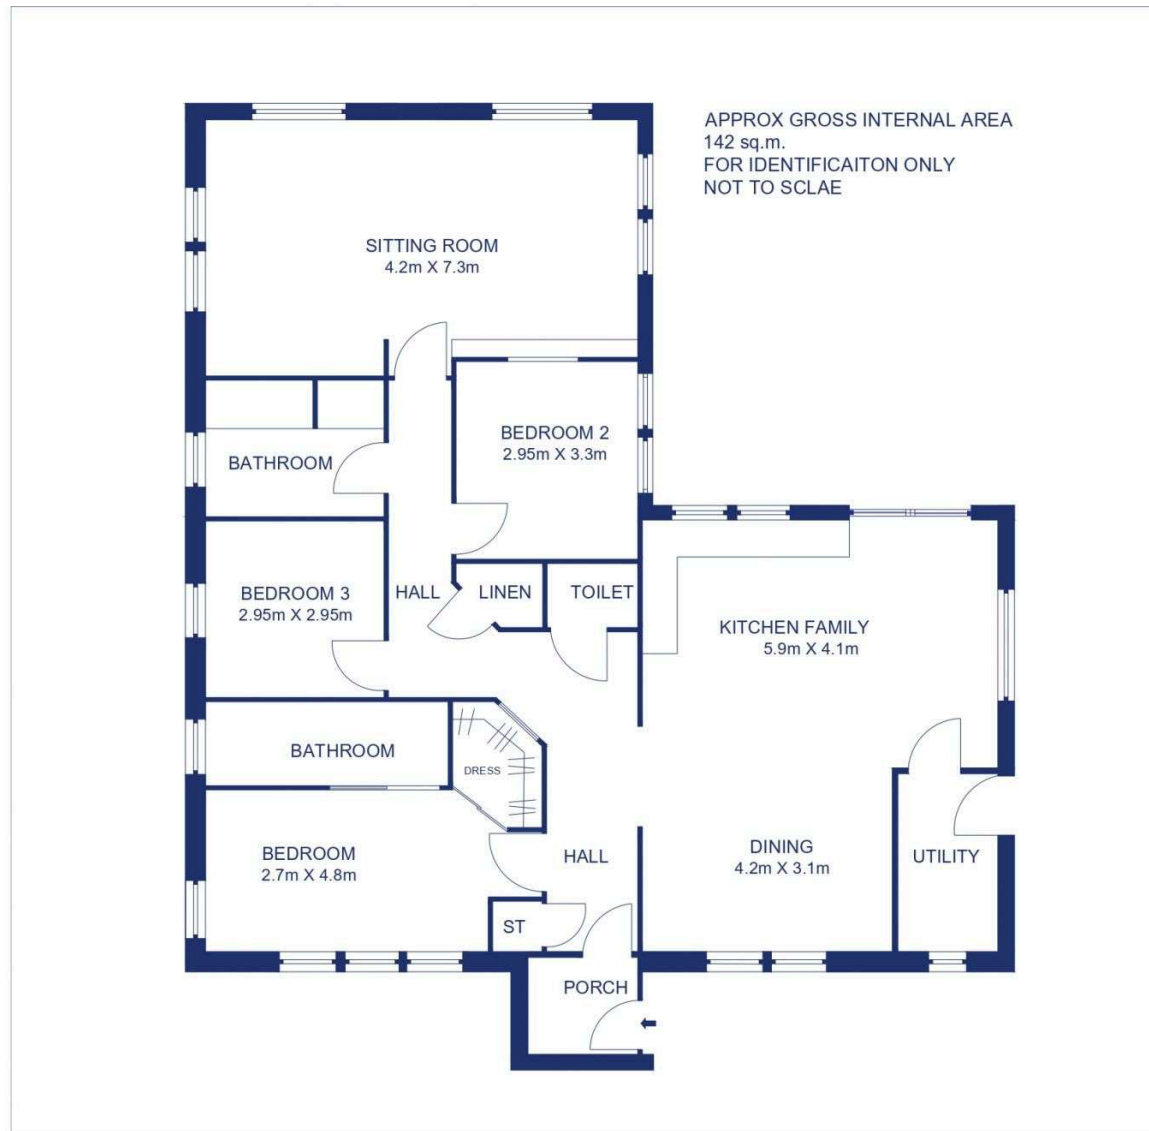 APPROX GROSS INTERNAL AREA
142 sq.m.
FOR IDENTIFICAITON ONLY
NOT TO SCLAE
SITTING ROOM
4.2m X 7.3m
BEDROOM 2
2.95m X 3.3m
BATHROOM
BEDROOM 3
2.95m X 2.95m
HALL
LINEN
TOILET
KITCHEN FAMILY
5.9m X 4.1m
BATHROOM
DRESS
BEDROOM
2.7m X 4.8m
HALL
DINING
4.2m X 3.1m
UTILITY
ST
PORCH